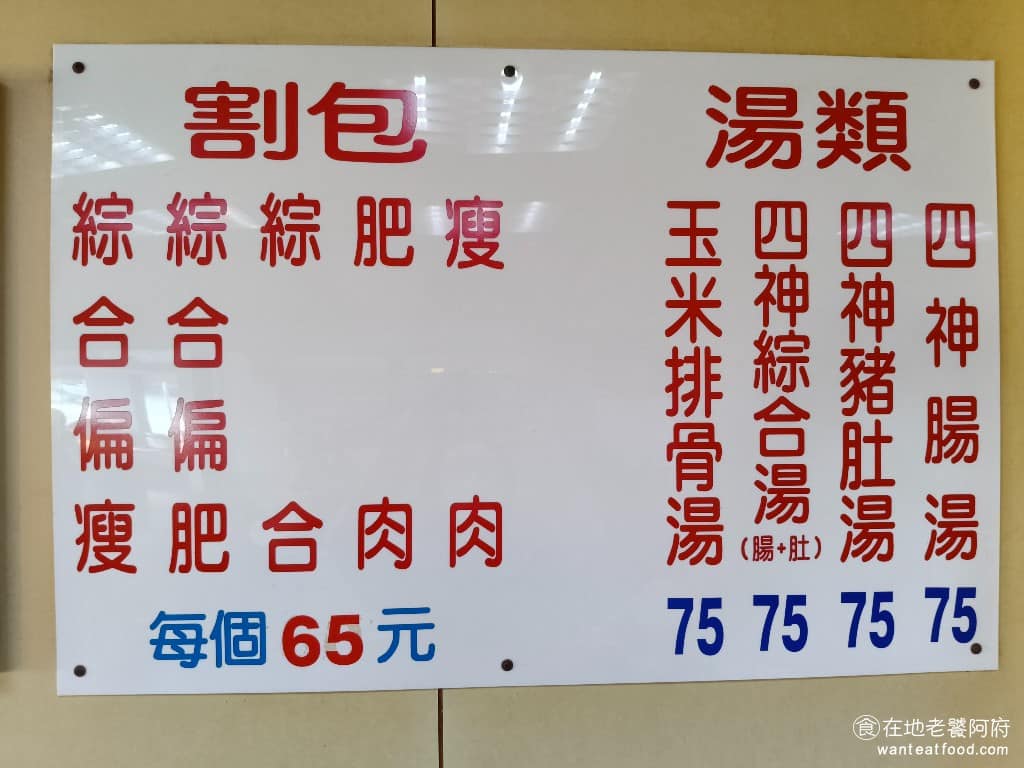 割包
瘦肉
肥肉
綜合
綜合偏肥
綜合偏瘦
每個65元
湯類
四神腸湯
75
四神豬肚湯
75
四神綜合湯(腸+肚)
75
玉米排骨湯
75
食在地老饕阿府
wanteatfood.com